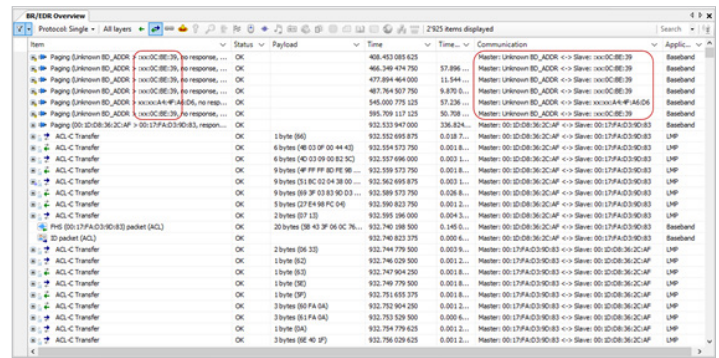 BR/EDR Overview
Protocol: Single All layers 2'925 items displayed Search
Item Status Payload Time Time... Communication Applic...
Paging (Unknown BD_ADDR > :xx:0C:8E:39, no response, ... OK 408.453 085 625 Master: Unknown BD_ADDR <-> Slave: :xx:0C:8E:39 Baseband
Paging (Unknown BD_ADDR > :xx:0C:8E:39, no response, ... OK 466.349 474 750 57.896 ... Master: Unknown BD_ADDR <-> Slave: :xx:0C:8E:39 Baseband
Paging (Unknown BD_ADDR > :xx:0C:8E:39, no response, ... OK 477.894 464 000 11.544 ... Master: Unknown BD_ADDR <-> Slave: :xx:0C:8E:39 Baseband
Paging (Unknown BD_ADDR > :xx:0C:8E:39, no response, ... OK 487.764 507 750 9.870 0... Master: Unknown BD_ADDR <-> Slave: :xx:0C:8E:39 Baseband
Paging (Unknown BD_ADDR > xx:xx:xx:A4:4F:A6:D6, no resp... OK 545.000 775 125 57.236 ... Master: Unknown BD_ADDR <-> Slave: xx:xx:xx:A4:4F:A6:D6 Baseband
Paging (Unknown BD_ADDR > :xx:0C:8E:39, no response, ... OK 595.709 117 125 50.708 ... Master: Unknown BD_ADDR <-> Slave: :xx:0C:8E:39 Baseband
Paging (00:1D:D8:36:2C:AF > 00:17:FA:D3:9D:83, respon... OK 932.533 947 000 336.824... Master: 00:1D:D8:36:2C:AF <-> Slave: 00:17:FA:D3:9D:83 Baseband
ACL-C Transfer OK 1 byte (66) 932.552 695 875 0.018 7... Master: 00:1D:D8:36:2C:AF <-> Slave: 00:17:FA:D3:9D:83 LMP
ACL-C Transfer OK 6 bytes (4B 03 0F 00 44 43) 932.554 573 750 0.001 8... Master: 00:1D:D8:36:2C:AF <-> Slave: 00:17:FA:D3:9D:83 LMP
ACL-C Transfer OK 6 bytes (4D 03 09 00 B2 5C) 932.557 696 000 0.003 1... Master: 00:1D:D8:36:2C:AF <-> Slave: 00:17:FA:D3:9D:83 LMP
ACL-C Transfer OK 9 bytes (4F FF FF 8D FE 9B ... 932.559 573 750 0.001 8... Master: 00:1D:D8:36:2C:AF <-> Slave: 00:17:FA:D3:9D:83 LMP
ACL-C Transfer OK 9 bytes (51 BC 02 04 38 00 ... 932.562 695 875 0.003 1... Master: 00:1D:D8:36:2C:AF <-> Slave: 00:17:FA:D3:9D:83 LMP
ACL-C Transfer OK 9 bytes (69 3F 03 83 9D D3 ... 932.589 573 750 0.026 8... Master: 00:1D:D8:36:2C:AF <-> Slave: 00:17:FA:D3:9D:83 LMP
ACL-C Transfer OK 5 bytes (27 E4 98 FC 04) 932.590 823 750 0.001 2... Master: 00:1D:D8:36:2C:AF <-> Slave: 00:17:FA:D3:9D:83 LMP
ACL-C Transfer OK 2 bytes (07 13) 932.595 196 000 0.004 3... Master: 00:1D:D8:36:2C:AF <-> Slave: 00:17:FA:D3:9D:83 LMP
FHS (00:17:FA:D3:9D:83) packet (ACL) OK 20 bytes (5B 43 3F 06 0C 76... 932.740 198 500 0.145 0... Master: 00:1D:D8:36:2C:AF <-> Slave: 00:17:FA:D3:9D:83 Baseband
ID packet (ACL) OK 932.740 823 375 0.000 6... Master: 00:1D:D8:36:2C:AF <-> Slave: 00:17:FA:D3:9D:83 Baseband
ACL-C Transfer OK 2 bytes (06 33) 932.744 779 500 0.003 9... Master: 00:17:FA:D3:9D:83 <-> Slave: 00:1D:D8:36:2C:AF LMP
ACL-C Transfer OK 1 byte (62) 932.746 029 500 0.001 2... Master: 00:17:FA:D3:9D:83 <-> Slave: 00:1D:D8:36:2C:AF LMP
ACL-C Transfer OK 1 byte (63) 932.747 904 250 0.001 8... Master: 00:17:FA:D3:9D:83 <-> Slave: 00:1D:D8:36:2C:AF LMP
ACL-C Transfer OK 1 byte (5E) 932.749 779 500 0.001 8... Master: 00:17:FA:D3:9D:83 <-> Slave: 00:1D:D8:36:2C:AF LMP
ACL-C Transfer OK 1 byte (5F) 932.751 655 375 0.001 8... Master: 00:17:FA:D3:9D:83 <-> Slave: 00:1D:D8:36:2C:AF LMP
ACL-C Transfer OK 3 bytes (60 FA 0A) 932.752 904 250 0.001 2... Master: 00:17:FA:D3:9D:83 <-> Slave: 00:1D:D8:36:2C:AF LMP
ACL-C Transfer OK 3 bytes (61 FA 0A) 932.753 529 500 0.000 6... Master: 00:17:FA:D3:9D:83 <-> Slave: 00:1D:D8:36:2C:AF LMP
ACL-C Transfer OK 1 byte (0A) 932.754 779 625 0.001 2... Master: 00:17:FA:D3:9D:83 <-> Slave: 00:1D:D8:36:2C:AF LMP
ACL-C Transfer OK 3 bytes (6E 40 1F) 932.756 029 625 0.001 2... Master: 00:17:FA:D3:9D:83 <-> Slave: 00:1D:D8:36:2C:AF LMP